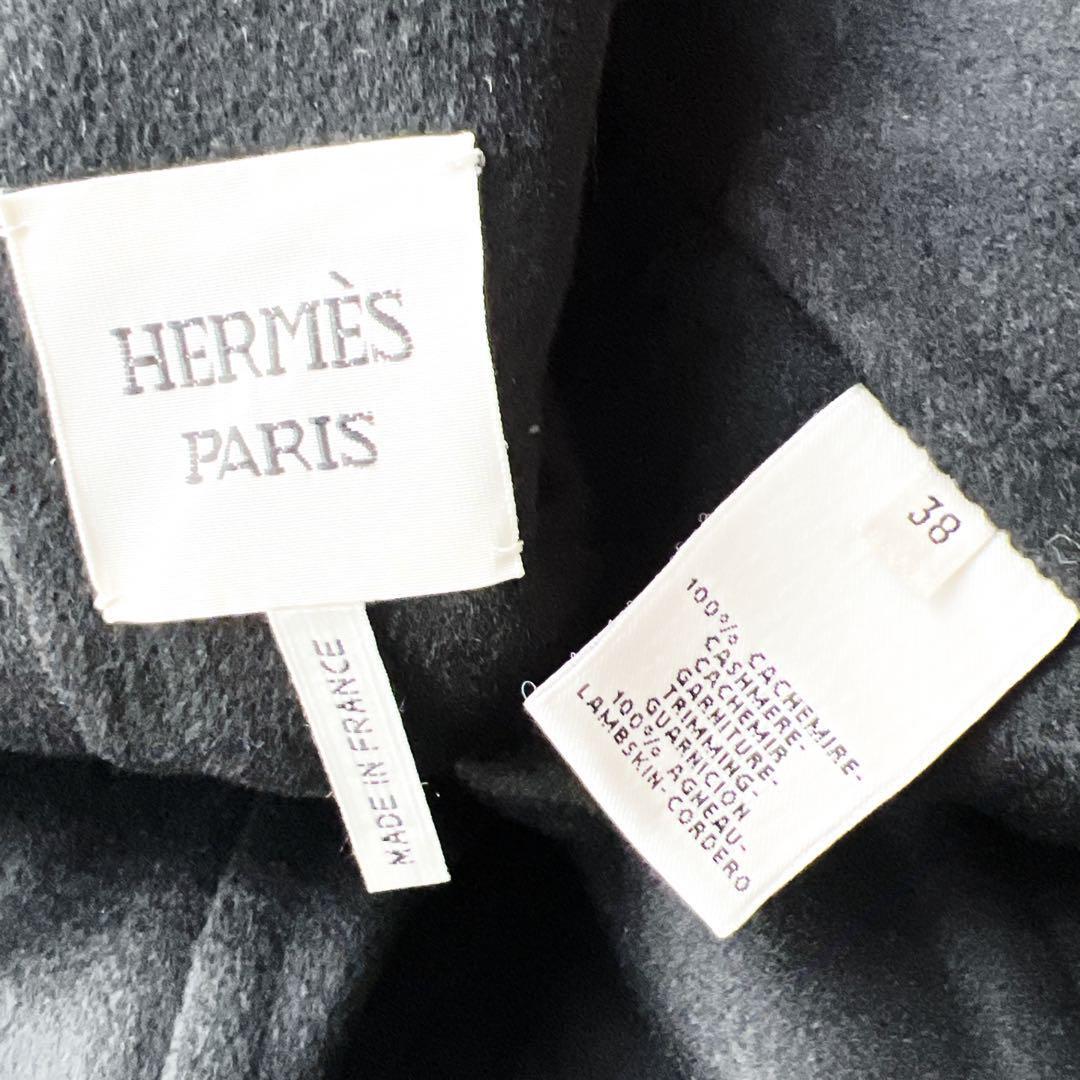 HERMÈS
PARIS
MADE IN FRANCE
38
100% CACHEMIRE-
CASHMERE-
CACHEMIR
GARNITURE-
TRIMMING-
GUARNICION
100% AGNEAU-
LAMBSKIN-CORDERO